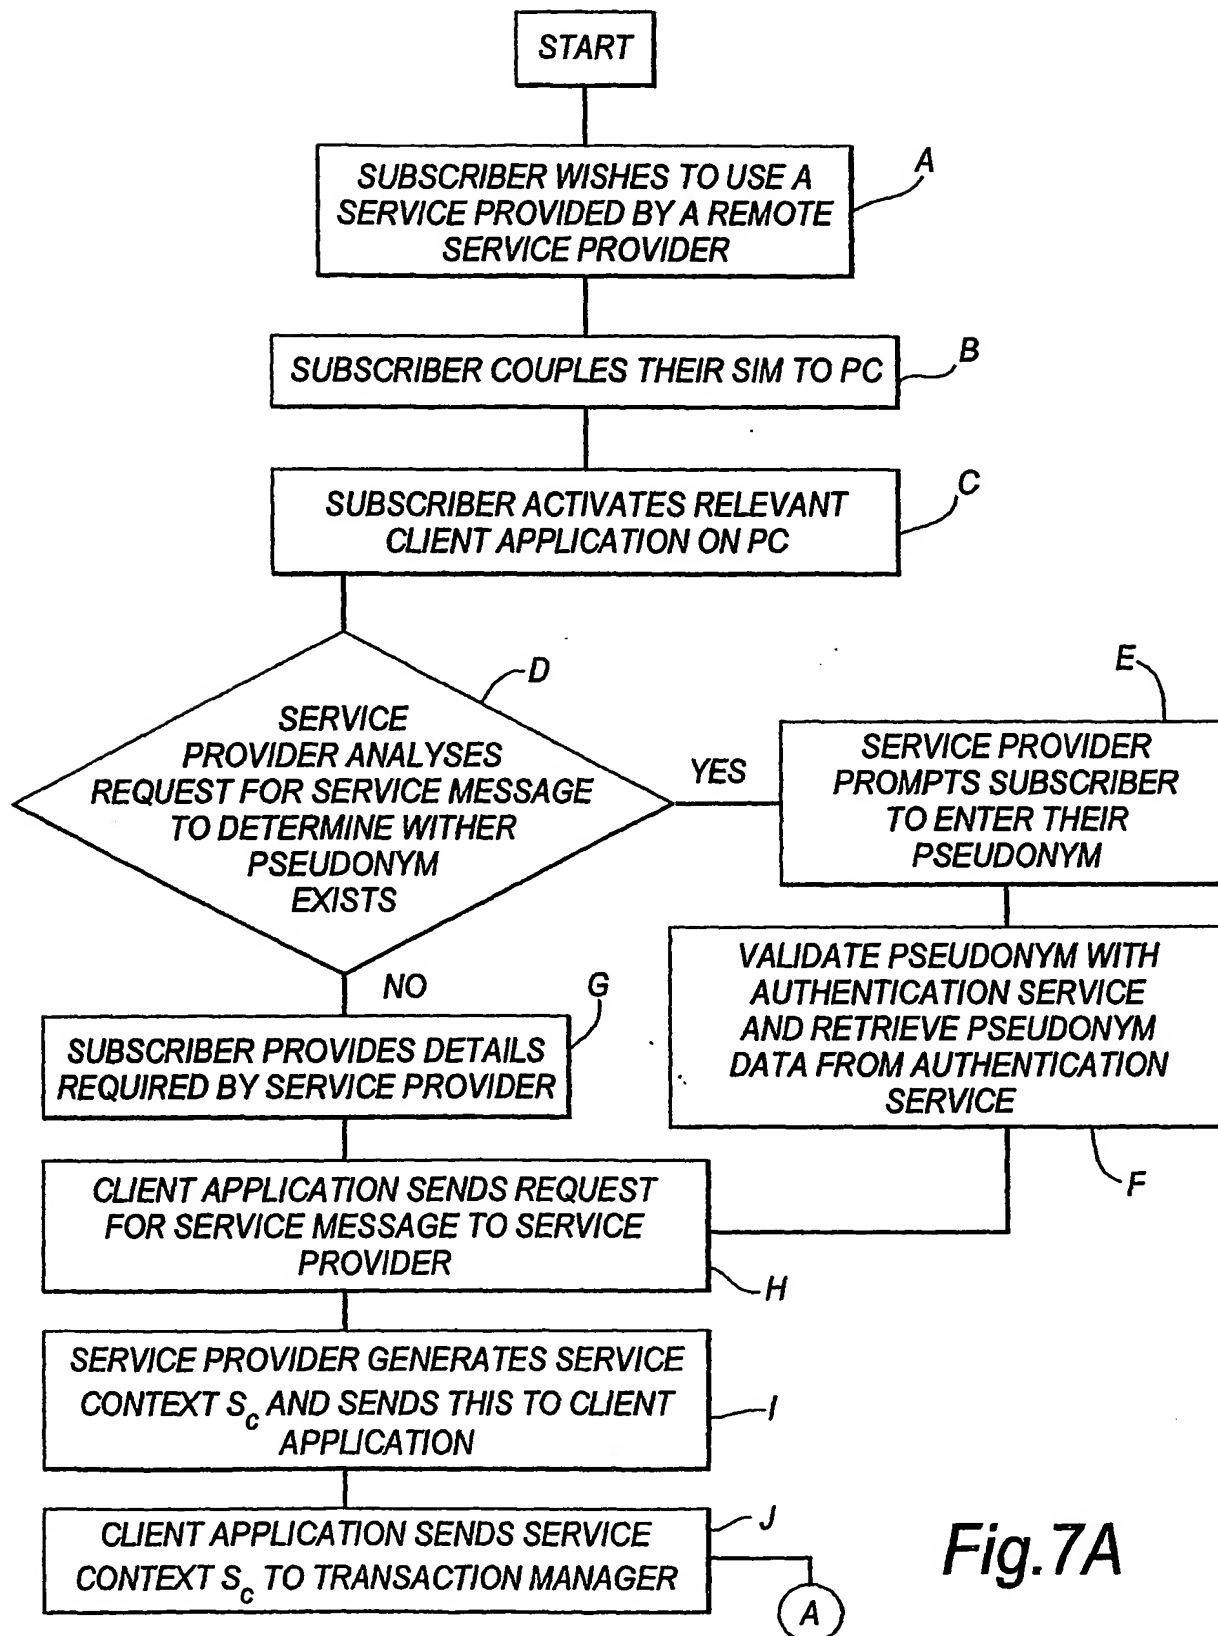 START
SUBSCRIBER WISHES TO USE A
SERVICE PROVIDED BY A REMOTE
SERVICE PROVIDER
A
SUBSCRIBER COUPLES THEIR SIM TO PC
B
SUBSCRIBER ACTIVATES RELEVANT
CLIENT APPLICATION ON PC
C
SERVICE
PROVIDER ANALYSES
REQUEST FOR SERVICE MESSAGE
TO DETERMINE WITHER
PSEUDONYM
EXISTS
D
YES
SERVICE PROVIDER
PROMPTS SUBSCRIBER
TO ENTER THEIR
PSEUDONYM
E
VALIDATE PSEUDONYM WITH
AUTHENTICATION SERVICE
AND RETRIEVE PSEUDONYM
DATA FROM AUTHENTICATION
SERVICE
F
NO
SUBSCRIBER PROVIDES DETAILS
REQUIRED BY SERVICE PROVIDER
G
CLIENT APPLICATION SENDS REQUEST
FOR SERVICE MESSAGE TO SERVICE
PROVIDER
H
SERVICE PROVIDER GENERATES SERVICE
CONTEXT Sc AND SENDS THIS TO CLIENT
APPLICATION
I
CLIENT APPLICATION SENDS SERVICE
CONTEXT Sc TO TRANSACTION MANAGER
J
A
Fig.7A